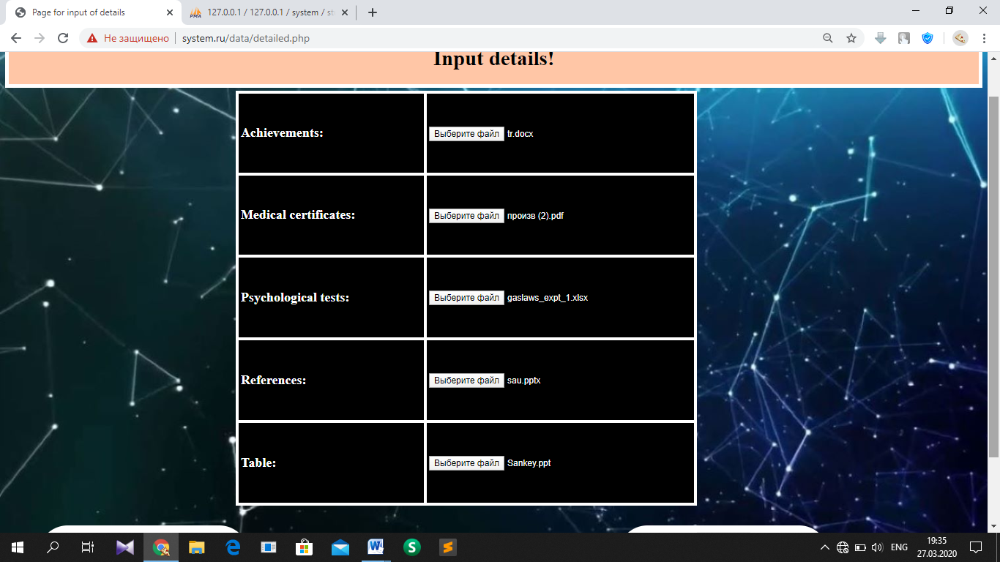 Page for input of details
PMA 127.0.0.1 / 127.0.0.1 / system / st
Не защищено system.ru/data/detailed.php
Input details!
Achievements: Выберите файл tr.docx
Medical certificates: Выберите файл произв (2).pdf
Psychological tests: Выберите файл gaslaws_expt_1.xlsx
References: Выберите файл sau.pptx
Table: Выберите файл Sankey.ppt
W S ENG 19:35
27.03.2020